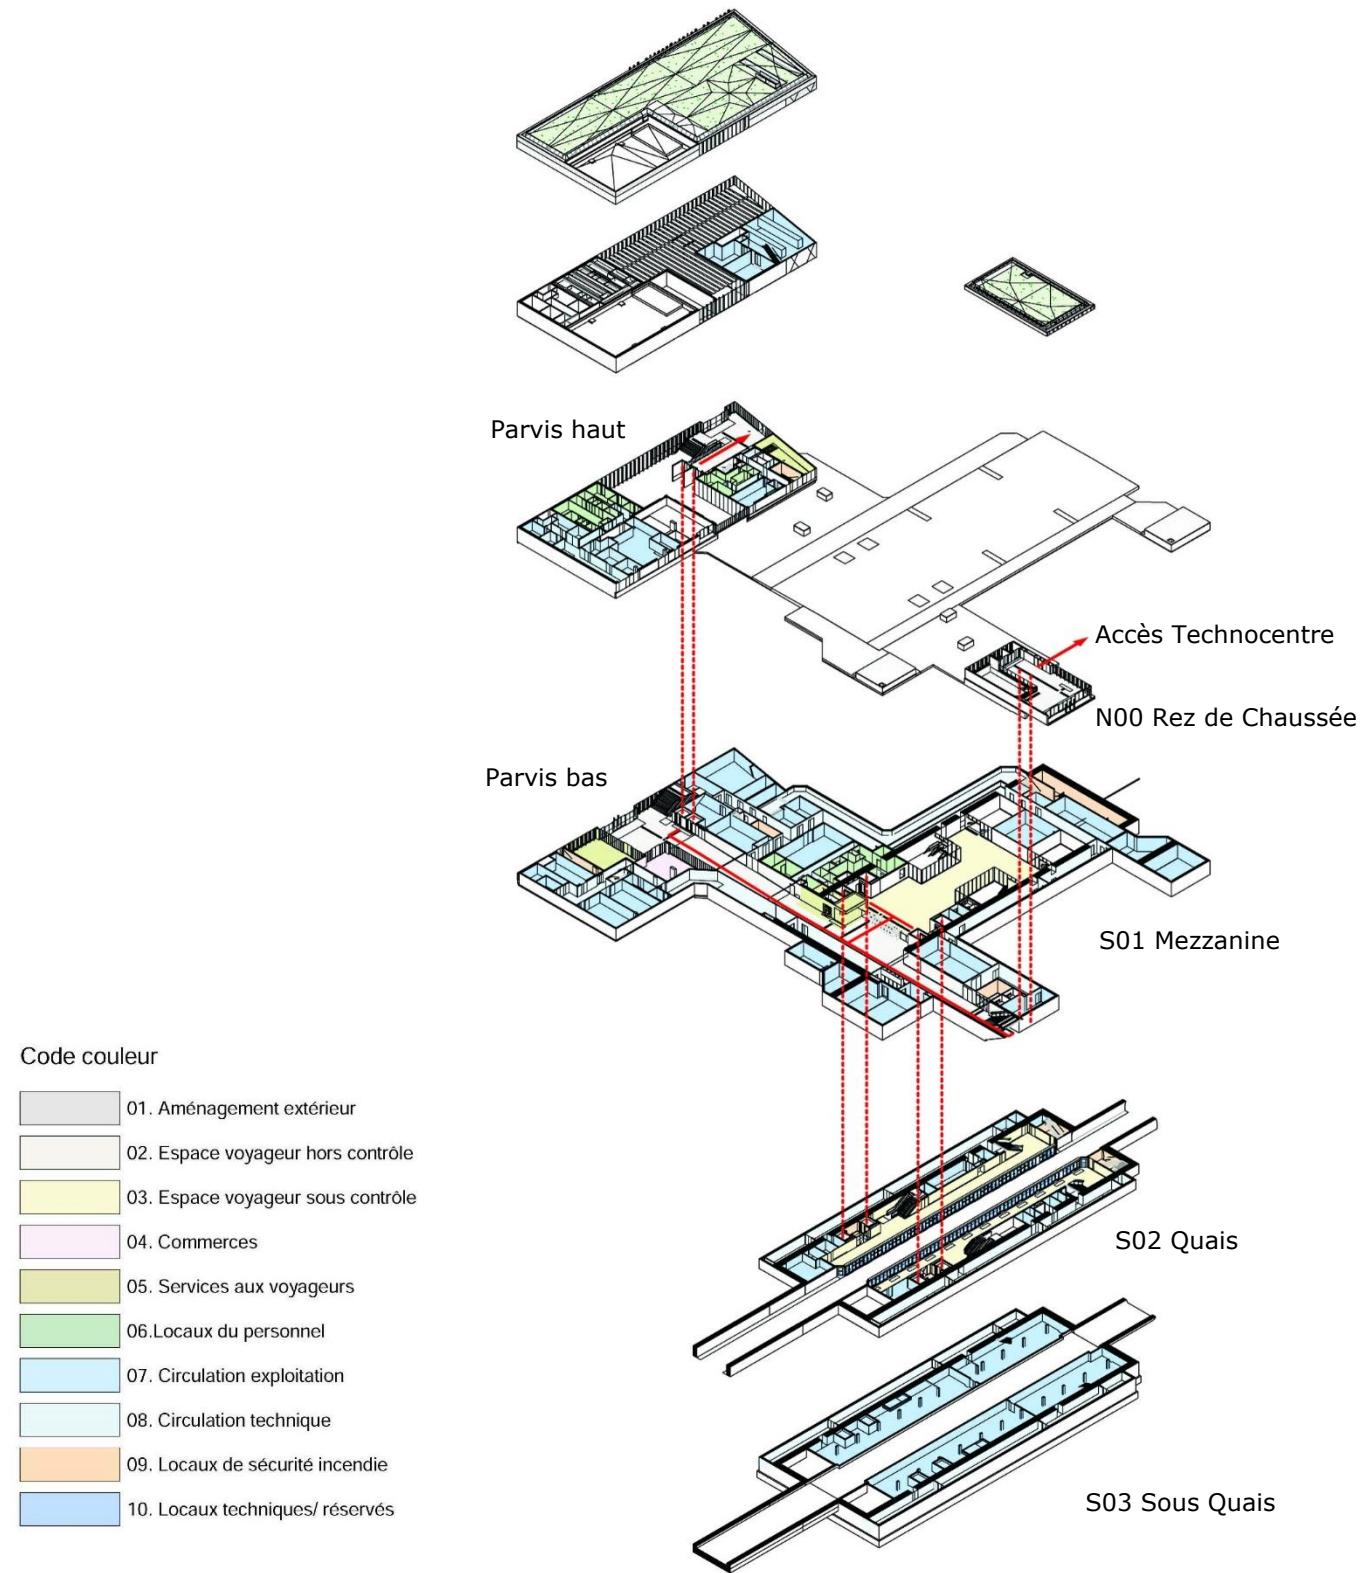 Parvis haut
Accès Technocentre
N00 Rez de Chaussée
Parvis bas
S01 Mezzanine
Code couleur
01. Aménagement extérieur
02. Espace voyageur hors contrôle
03. Espace voyageur sous contrôle
04. Commerces
05. Services aux voyageurs
06.Locaux du personnel
07. Circulation exploitation
08. Circulation technique
09. Locaux de sécurité incendie
10. Locaux techniques/ réservés
S02 Quais
S03 Sous Quais